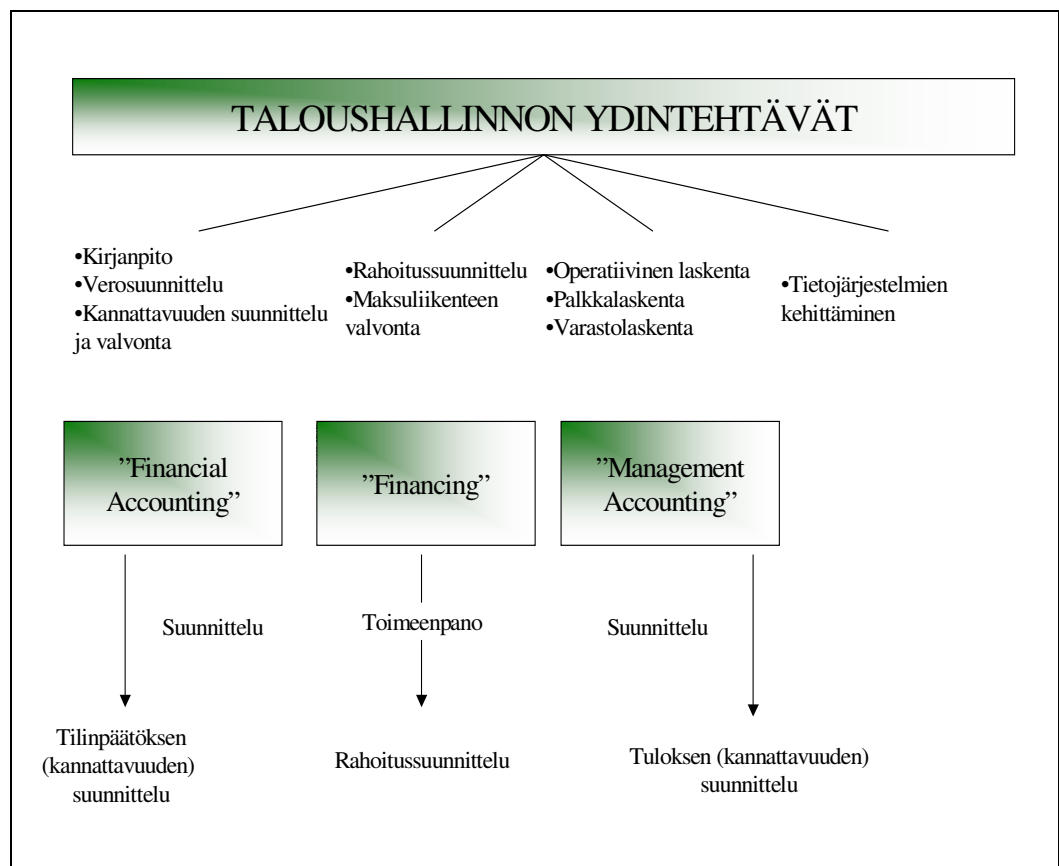 TALOUSHALLINNON YDINTEHTÄVÄT
•Kirjanpito
•Verosuunnittelu
•Kannattavuuden suunnittelu
ja valvonta
•Rahoitussuunnittelu
•Maksuliikenteen
valvonta
•Operatiivinen laskenta
•Palkkalaskenta
•Varastolaskenta
•Tietojärjestelmien
kehittäminen
”Financial
Accounting”
”Financing”
”Management
Accounting”
Suunnittelu
Toimeenpano
Suunnittelu
Tilinpäätöksen
(kannattavuuden)
suunnittelu
Rahoitussuunnittelu
Tuloksen (kannattavuuden)
suunnittelu